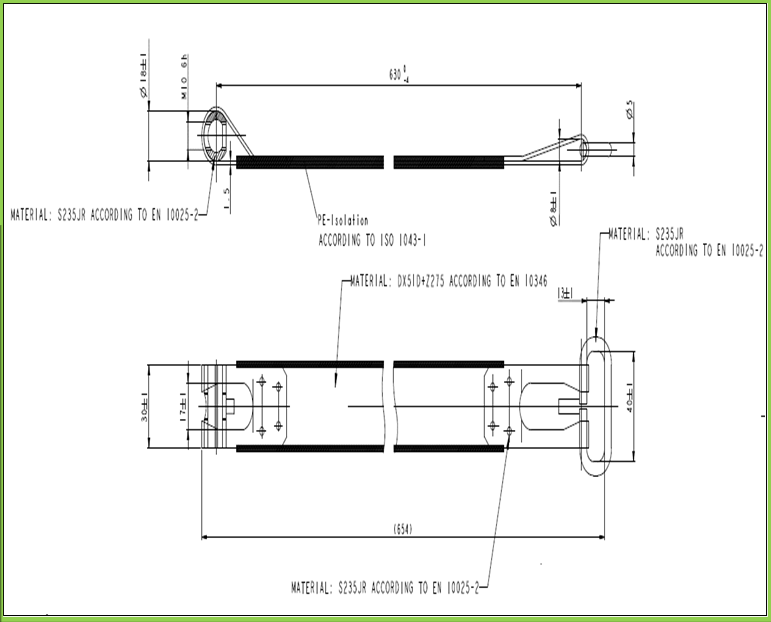 630 0 -4
Ø18±1
M10 6h
Ø5
1.5
Ø8±1
MATERIAL: S235JR ACCORDING TO EN 10025-2
PE-Isolation
ACCORDING TO ISO 1043-1
MATERIAL: S235JR
ACCORDING TO EN 10025-2
MATERIAL: DX51D+Z275 ACCORDING TO EN 10346
13±1
30±1
17±1
40±1
(654)
MATERIAL: S235JR ACCORDING TO EN 10025-2